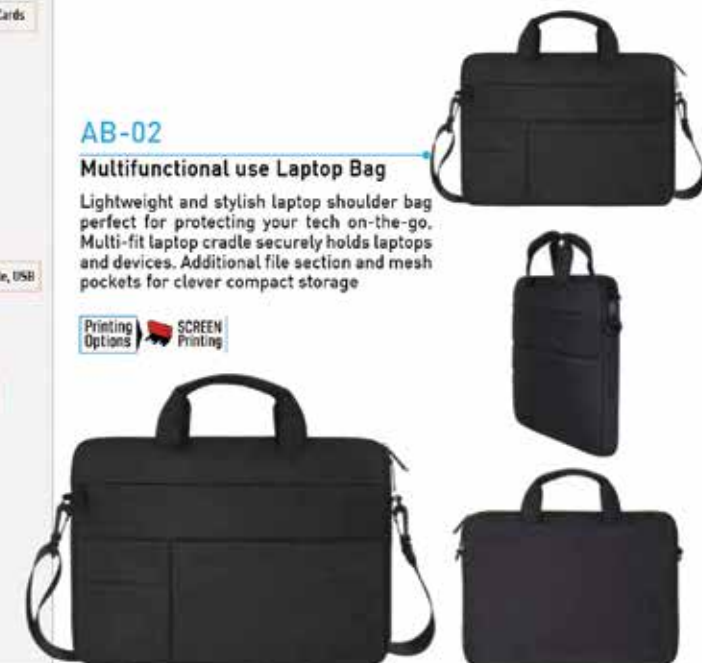 Cards
AB-02
Multifunctional use Laptop Bag
Lightweight and stylish laptop shoulder bag
perfect for protecting your tech on-the-go.
Multi-fit laptop cradle securely holds laptops
and devices. Additional file section and mesh
pockets for clever compact storage
USB
Printing
Options
SCREEN
Printing